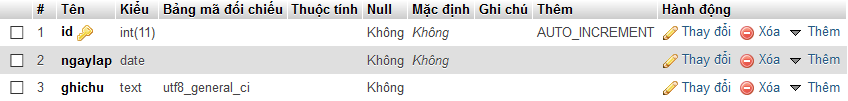 # Tên Kiểu Bảng mã đối chiếu Thuộc tính Null Mặc định Ghi chú Thêm Hành động
1 id int(11) Không Không AUTO_INCREMENT Thay đổi Xóa Thêm
2 ngaylap date Không Không Thay đổi Xóa Thêm
3 ghichu text utf8_general_ci Không Thay đổi Xóa Thêm